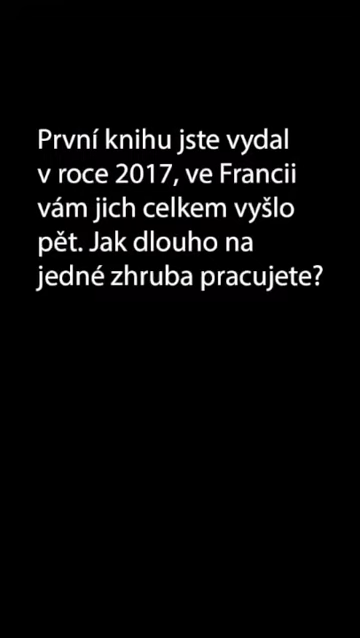 První knihu jste vydal
v roce 2017, ve Francii
vám jich celkem vyšlo
pět. Jak dlouho na
jedné zhruba pracujete?